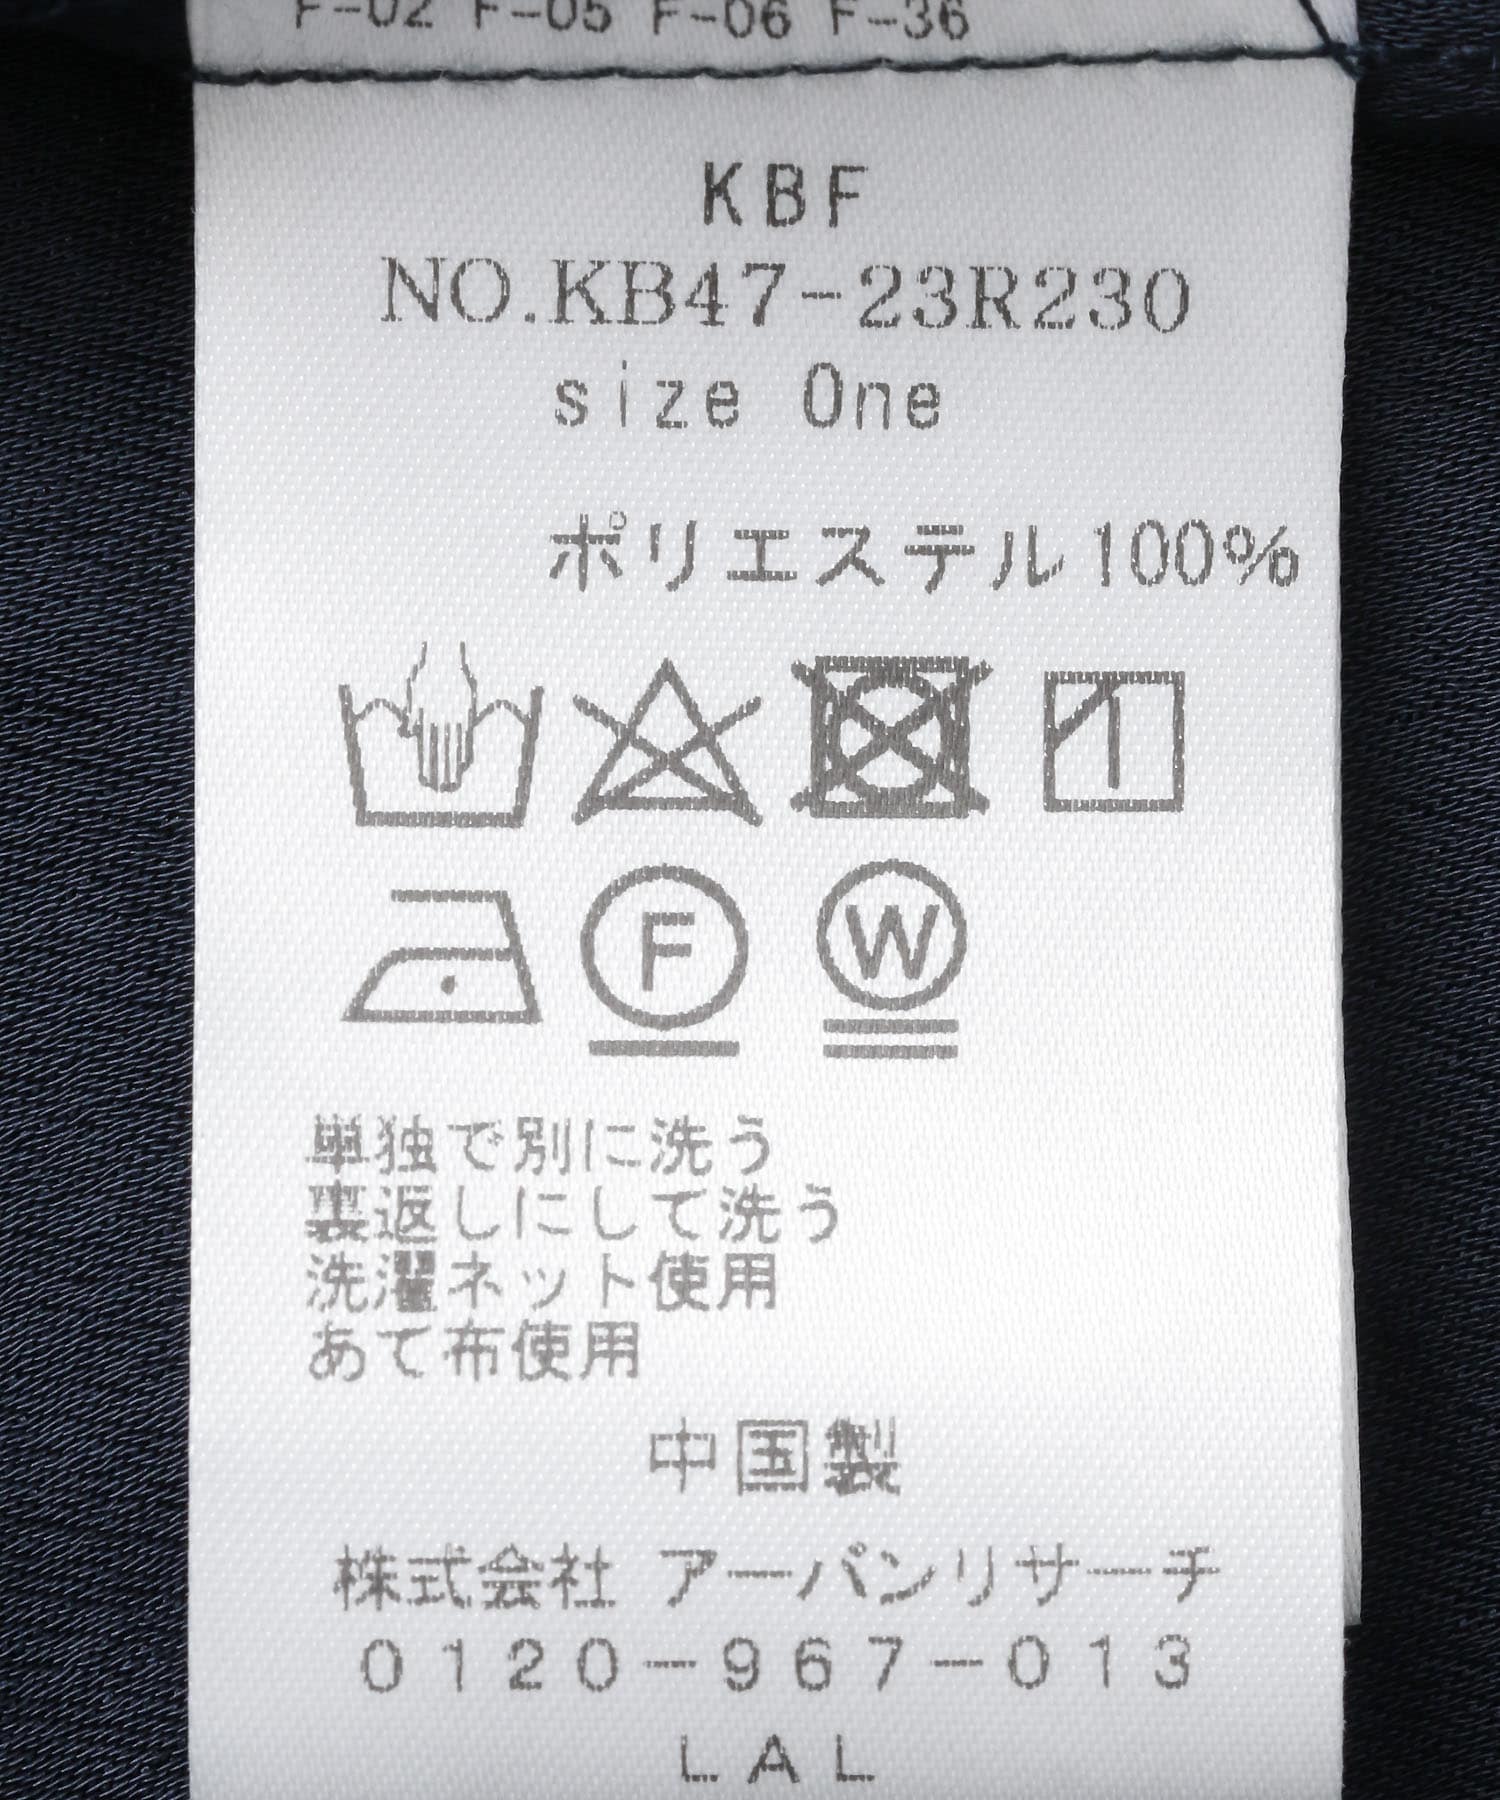 F-02 F-05 F-06 F-36
KBF
NO.KB47-23R230
size One
ポリエステル100%
F
W
単独で別に洗う
裏返しにして洗う
洗濯ネット使用
あて布使用
中国製
株式会社 アーバンリサーチ
0120-967-013
LAL